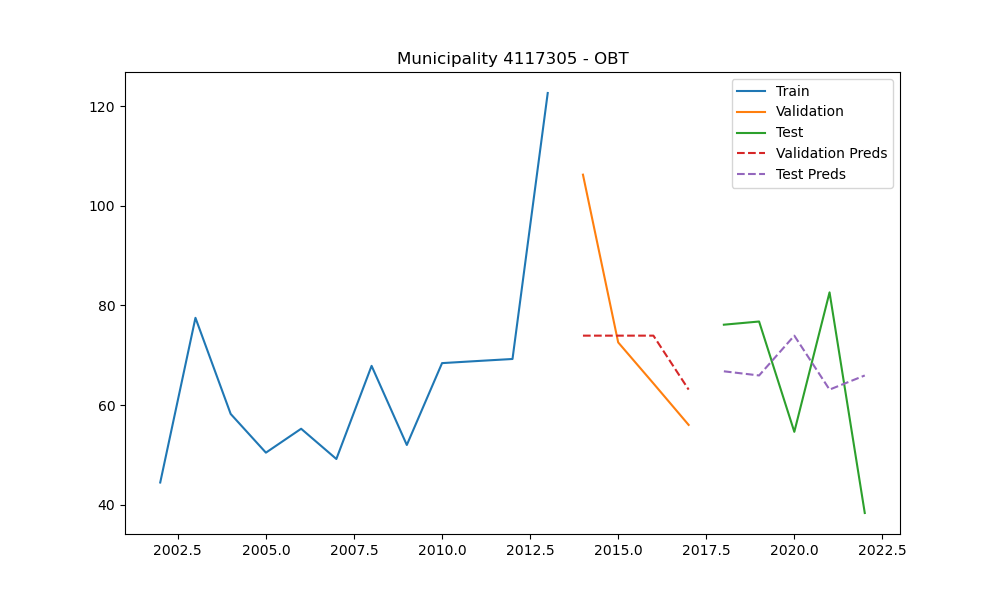 Municipality 4117305 - OBT
Train
Validation
Test
Validation Preds
Test Preds
120
100
80
60
40
2002.5 2005.0 2007.5 2010.0 2012.5 2015.0 2017.5 2020.0 2022.5